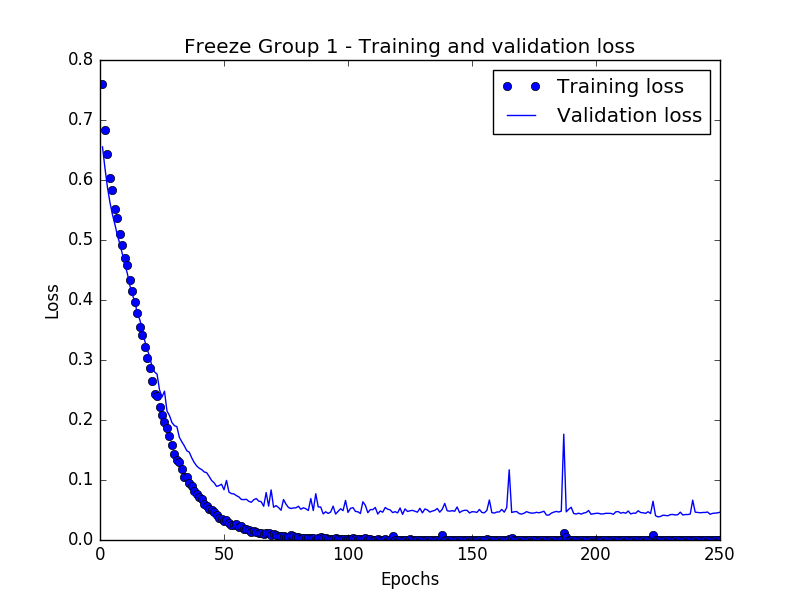 Freeze Group 1 - Training and validation loss
Training loss
Validation loss
0.8
0.7
0.6
0.5
0.4
0.3
0.2
0.1
0.0
Loss
0 50 100 150 200 250
Epochs